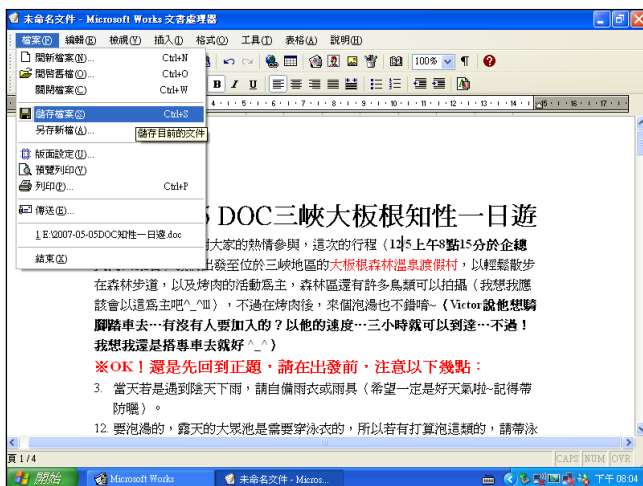 未命名文件 - Microsoft Works 文書處理器
檔案(F) 編輯(E) 檢視(V) 插入(I) 格式(O) 工具(T) 表格(A) 說明(H)
開新檔案(N)... Ctrl+N
開啟舊檔(O)... Ctrl+O
關閉檔案(C) Ctrl+W
儲存檔案(S) Ctrl+S
另存新檔(A)...
儲存目前的文件
版面設定(U)...
預覽列印(V)
列印(P)... Ctrl+P
傳送(E)...
1 E:\2007-05-05DOC知性一日遊.doc
結束(X)
100%
B I U
4 5 6 7 8 9 10 11 12 13 14 15 16 17
DOC三峽大板根知性一日遊
大家的熱情參與,這次的行程(12/5上午8點15分於企總
出發至位於三峽地區的大板根森林溫泉渡假村,以輕鬆散步
在森林步道,以及烤肉的活動為主,森林區還有許多鳥類可以拍攝(我想我應
該會以這為主吧^_^|||),不過在烤肉後,來個泡湯也不錯唷~(Victor說他想騎
腳踏車去…有沒有人要加入的?以他的速度…三小時就可以到達…不過!
我想我還是搭專車去就好^_^)
※OK!還是先回到正題,請在出發前,注意以下幾點:
3. 當天若是遇到陰天下雨,請自備雨衣或雨具(希望一定是好天氣啦~記得帶
防曬)。
12. 要泡湯的,露天的大眾池是需要穿泳衣的,所以若有打算泡這類的,請帶泳
頁 1/4 CAPS NUM OVR
開始 Microsoft Works 未命名文件 - Micros... 下午 08:04